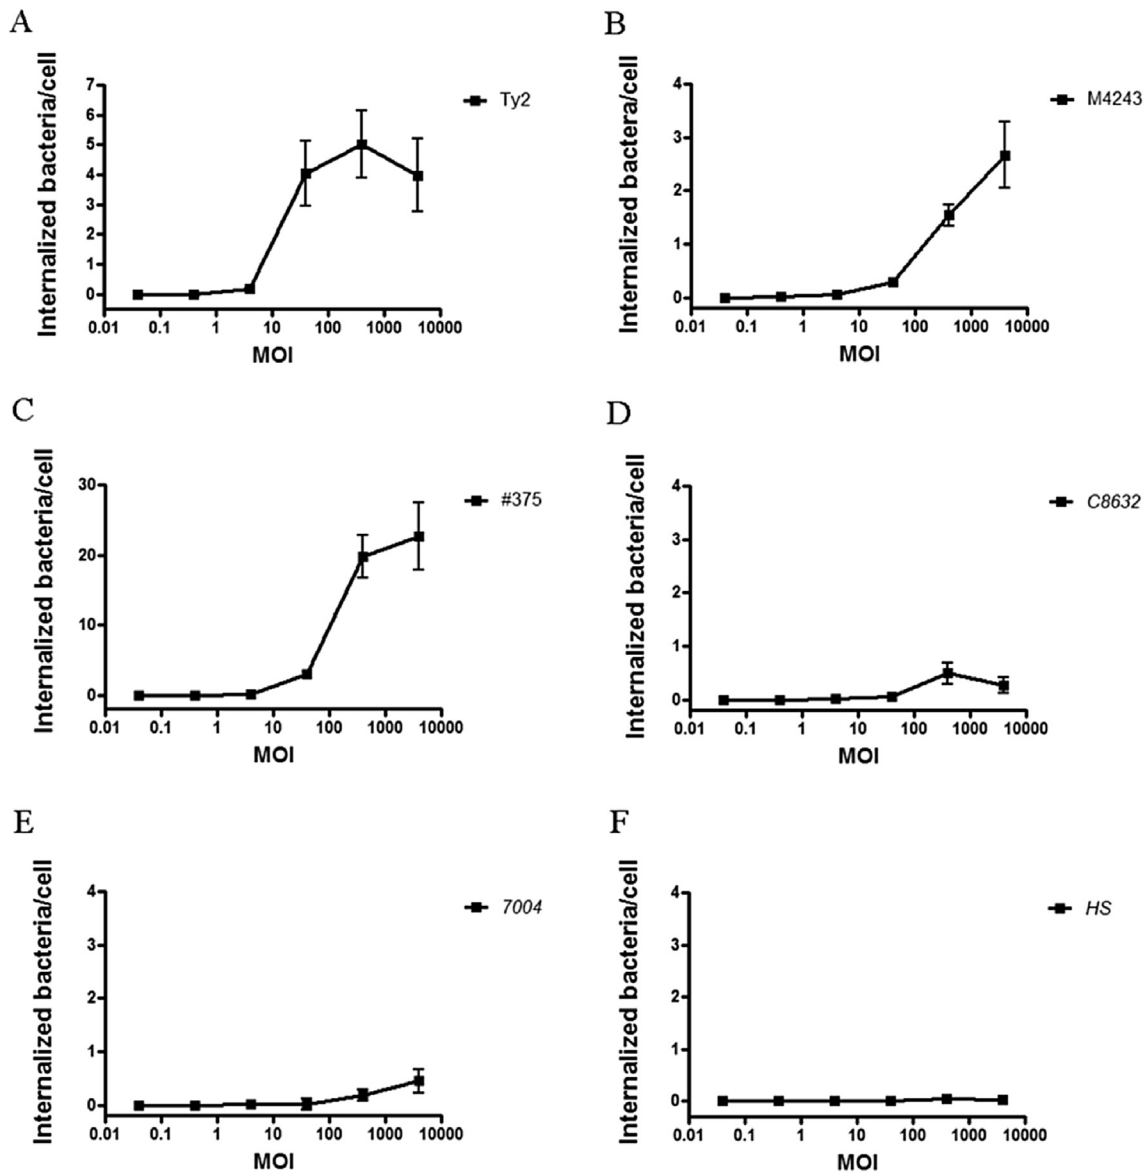 A
Internalized bacteria/cell
7
6
5
4
3
2
1
0
0.01 0.1 1 10 100 1000 10000
MOI
Ty2
B
Internalized bactera/cell
4
3
2
1
0
0.01 0.1 1 10 100 1000 10000
MOI
M4243
C
Internalized bacteria/cell
30
20
10
0
0.01 0.1 1 10 100 1000 10000
MOI
#375
D
Internalized bacteria/cell
4
3
2
1
0
0.01 0.1 1 10 100 1000 10000
MOI
C8632
E
Internalized bacteria/cell
4
3
2
1
0
0.01 0.1 1 10 100 1000 10000
MOI
7004
F
Internalized bacteria/cell
4
3
2
1
0
0.01 0.1 1 10 100 1000 10000
MOI
HS